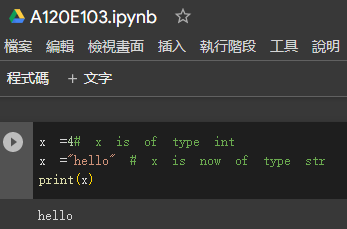 A120E103.ipynb
檔案 編輯 檢視畫面 插入 執行階段 工具 說明
程式碼 + 文字
x =4# x is of type int
x ="hello" # x is now of type str
print(x)
hello